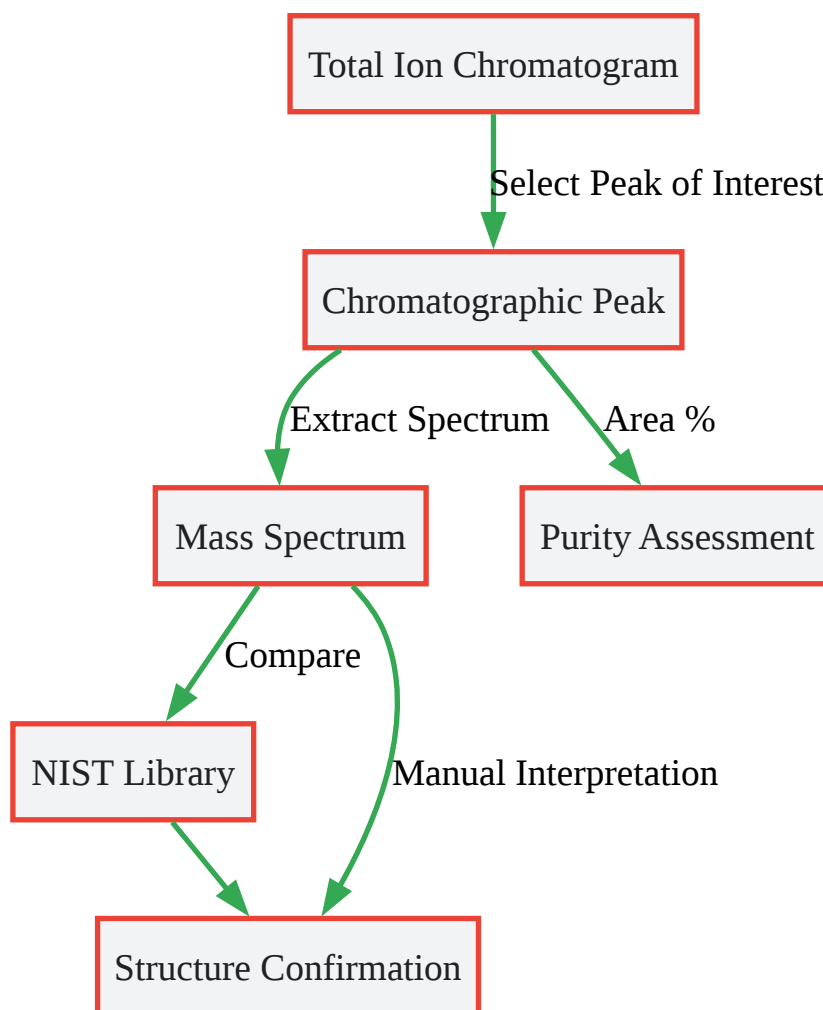 Total Ion Chromatogram
Select Peak of Interest
Chromatographic Peak
Extract Spectrum
Area %
Mass Spectrum
Purity Assessment
Compare
NIST Library
Manual Interpretation
Structure Confirmation